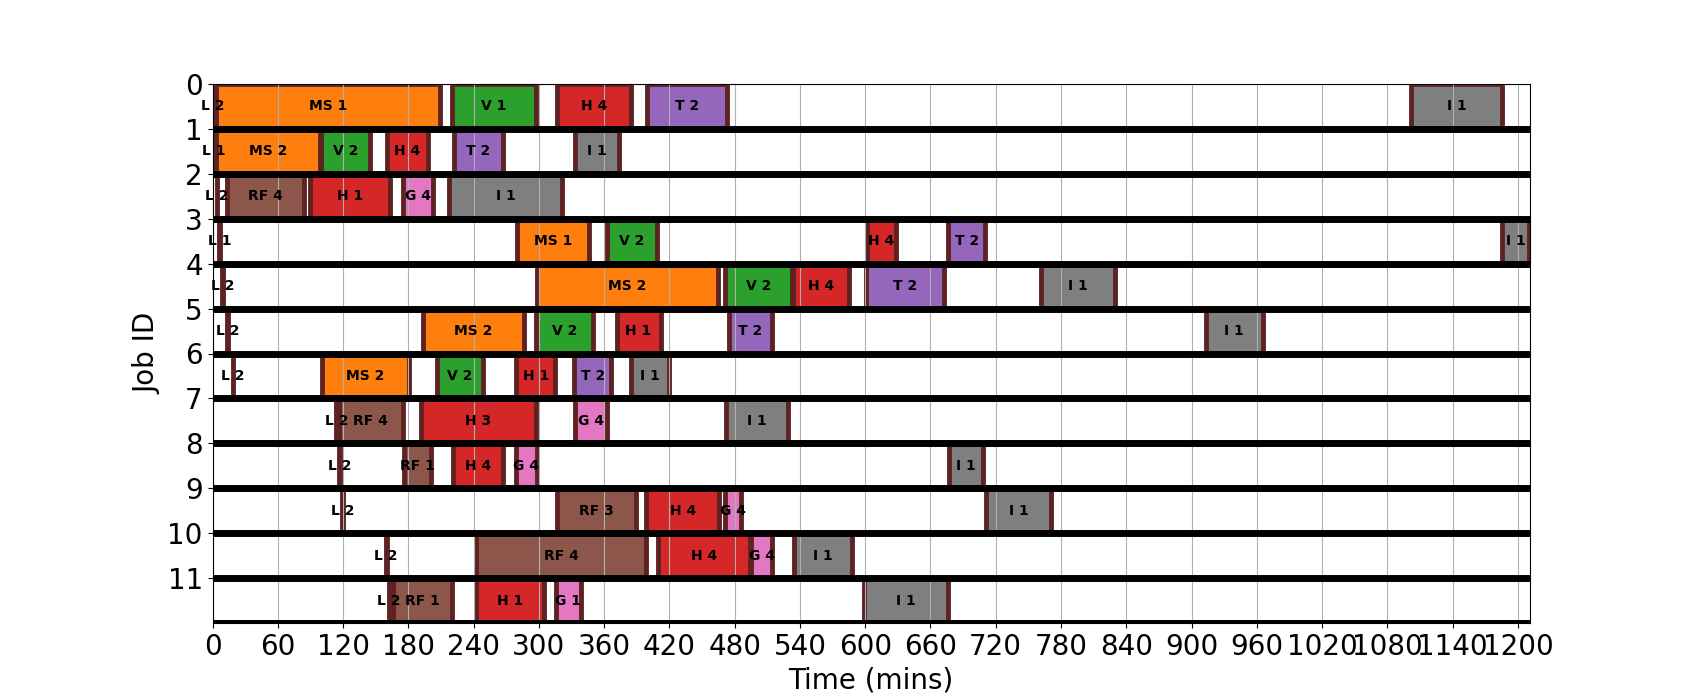 0
L 2 MS 1 V 1 H 4 T 2 I 1
1
L 1 MS 2 V 2 H 4 T 2 I 1
2
L 2 RF 4 H 1 G 4 I 1
3
L 1 MS 1 V 2 H 4 T 2 I 1
4
L 2 MS 2 V 2 H 4 T 2 I 1
5
L 2 MS 2 V 2 H 1 T 2 I 1
6
L 2 MS 2 V 2 H 1 T 2 I 1
7
L 2 RF 4 H 3 G 4 I 1
8
L 2 RF 1 H 4 G 4 I 1
9
L 2 RF 3 H 4 G 4 I 1
10
L 2 RF 4 H 4 G 4 I 1
11
L 2 RF 1 H 1 G 1 I 1
Job ID
0 60 120 180 240 300 360 420 480 540 600 660 720 780 840 900 960 1020 1080 1140 1200
Time (mins)